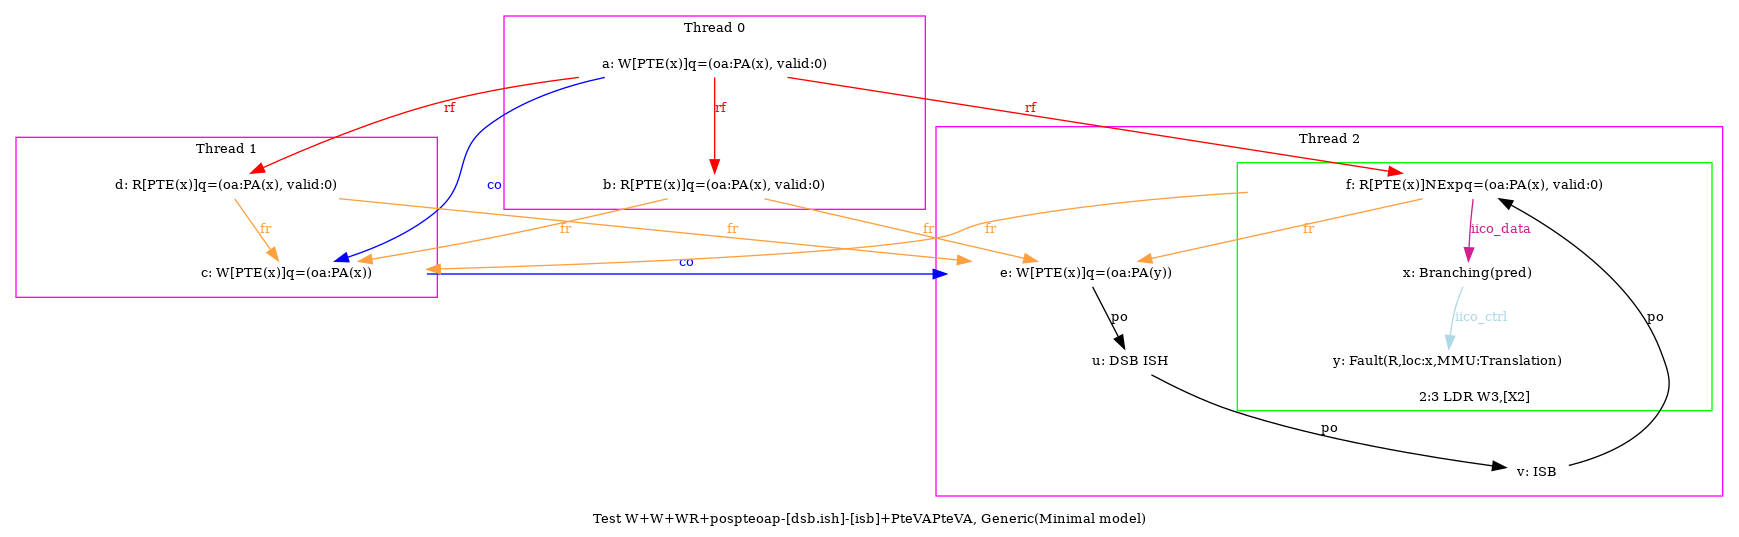 Thread 0
a: W[PTE(x)]q=(oa:PA(x), valid:0)
rf
rf
rf
Thread 1
Thread 2
d: R[PTE(x)]q=(oa:PA(x), valid:0)
co
b: R[PTE(x)]q=(oa:PA(x), valid:0)
f: R[PTE(x)]NExpq=(oa:PA(x), valid:0)
fr
fr
fr
fr
fr
fr
iico_data
co
c: W[PTE(x)]q=(oa:PA(x))
e: W[PTE(x)]q=(oa:PA(y))
x: Branching(pred)
po
iico_ctrl
po
u: DSB ISH
y: Fault(R,loc:x,MMU:Translation)
2:3 LDR W3,[X2]
po
v: ISB
Test W+W+WR+pospteoap-[dsb.ish]-[isb]+PteVAPteVA, Generic(Minimal model)